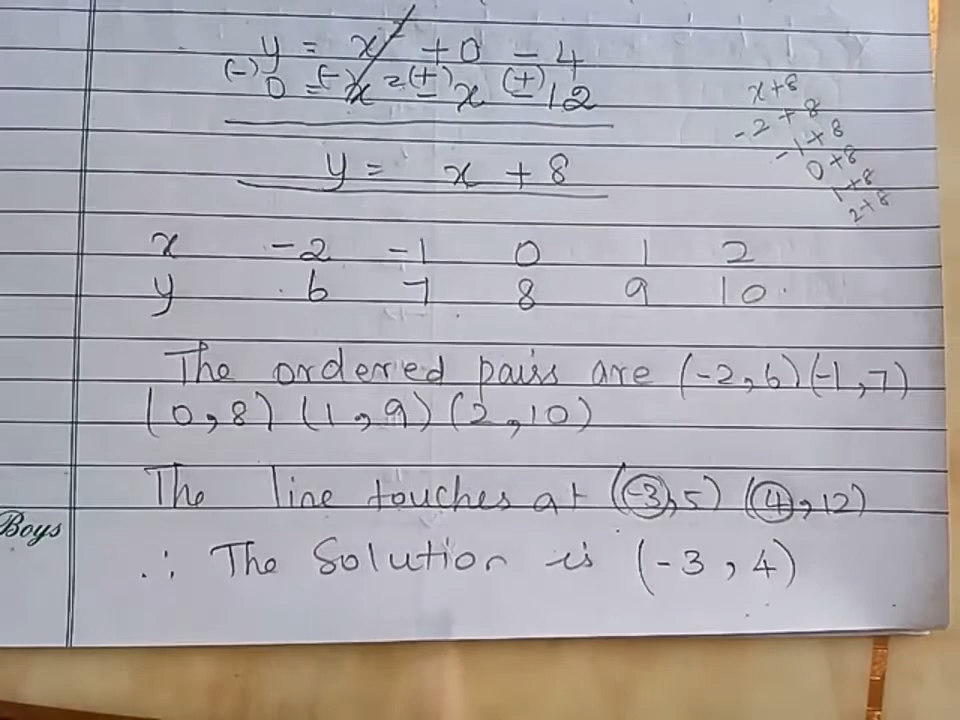 y = x² + 0 - 4
(-) 0 = (-) x² (±) x (±) 12
y = x + 8
x+8
-2+8
-1+8
0+8
1+8
2+8
x -2 -1 0 1 2
y 6 7 8 9 10
The ordered pairs are (-2,6) (-1,7)
(0,8) (1,9) (2,10)
The line touches at (-3,5) (4,12)
Boys
∴ The Solution is (-3,4)